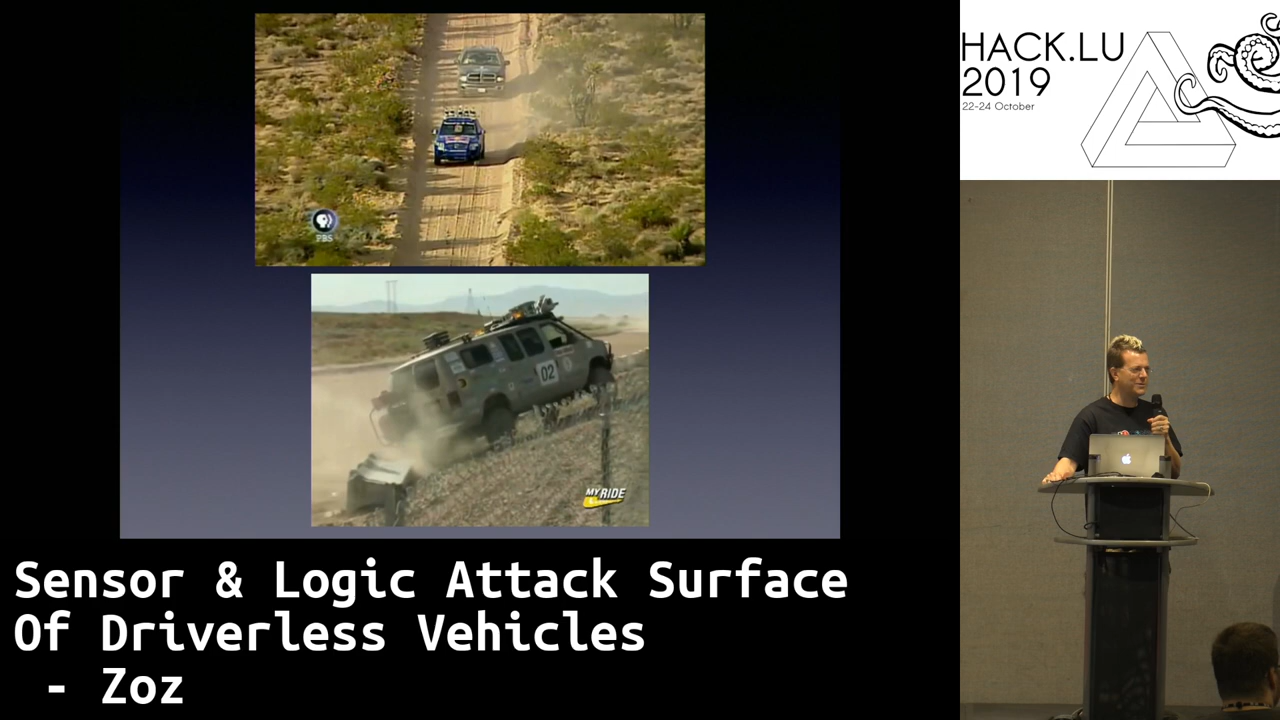 PBS
02
MY RIDE
HACK.LU
2019
22-24 October
Sensor & Logic Attack Surface
Of Driverless Vehicles
- Zoz